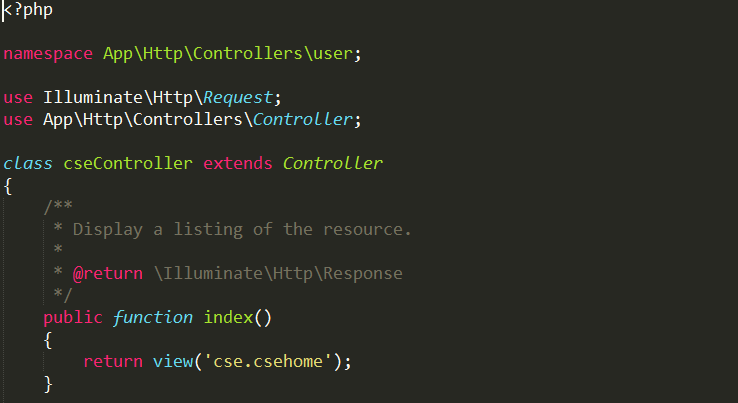 <?php
namespace App\Http\Controllers\user;
use Illuminate\Http\Request;
use App\Http\Controllers\Controller;
class cseController extends Controller
{
/**
* Display a listing of the resource.
*
* @return \Illuminate\Http\Response
*/
public function index()
{
return view('cse.csehome');
}